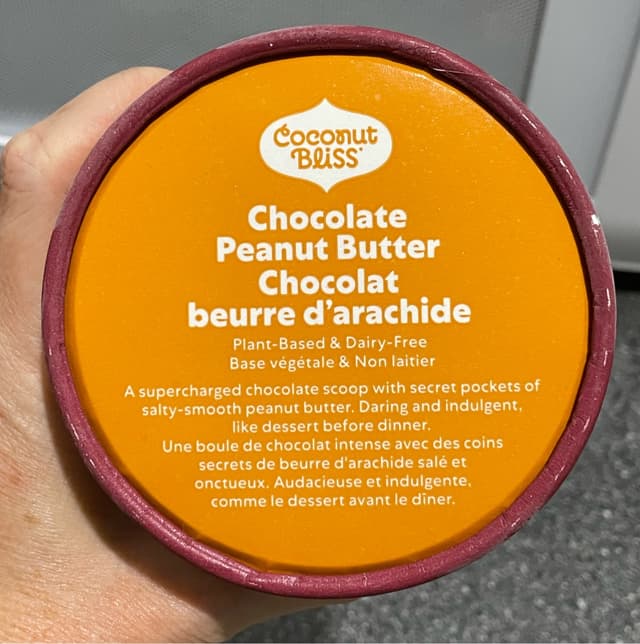 Coconut
Bliss
Chocolate
Peanut Butter
Chocolat
beurre d'arachide
Plant-Based & Dairy-Free
Base végétale & Non laitier
A supercharged chocolate scoop with secret pockets of
salty-smooth peanut butter. Daring and indulgent,
like dessert before dinner.
Une boule de chocolat intense avec des coins
secrets de beurre d'arachide salé et
onctueux. Audacieuse et indulgente,
comme le dessert avant le dîner.